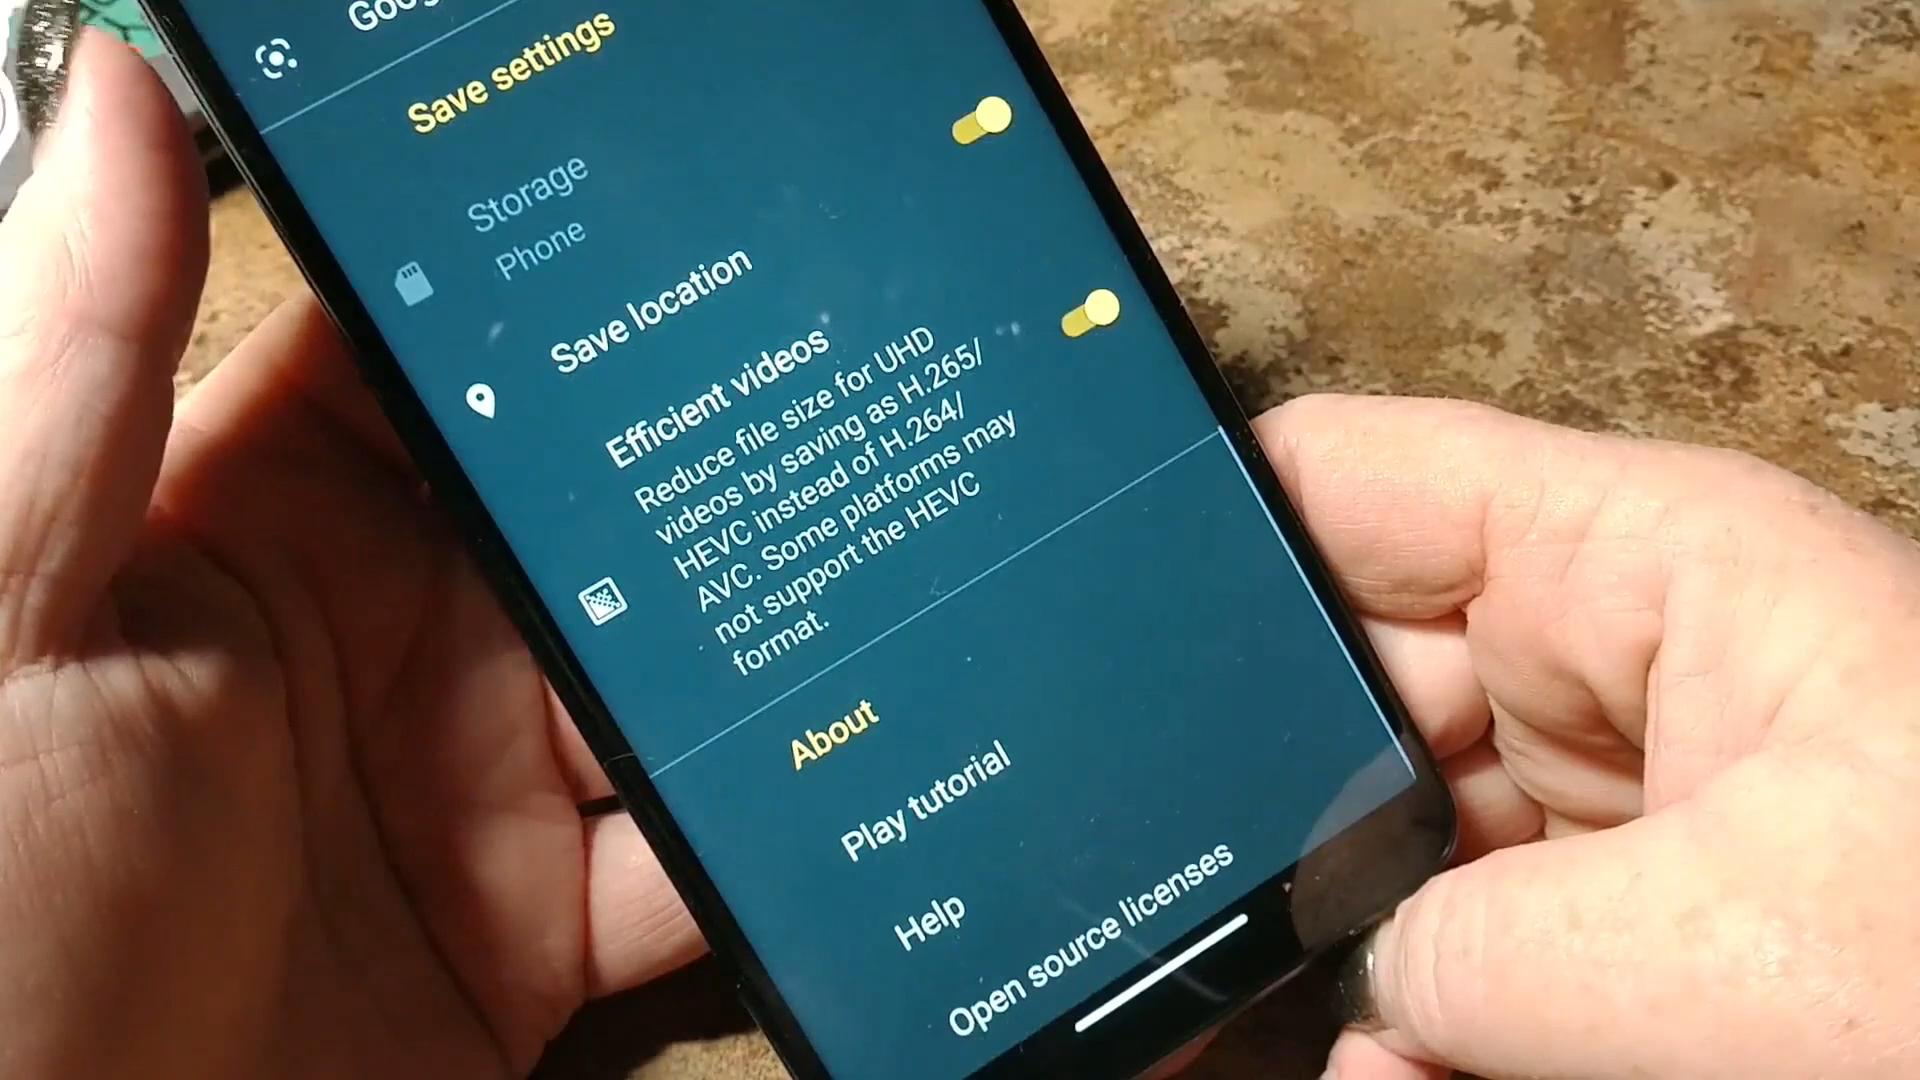 Save settings
Storage
Phone
Save location
Efficient videos
Reduce file size for UHD
videos by saving as H.265/
HEVC instead of H.264/
AVC. Some platforms may
not support the HEVC
format.
About
Play tutorial
Help
Open source licenses